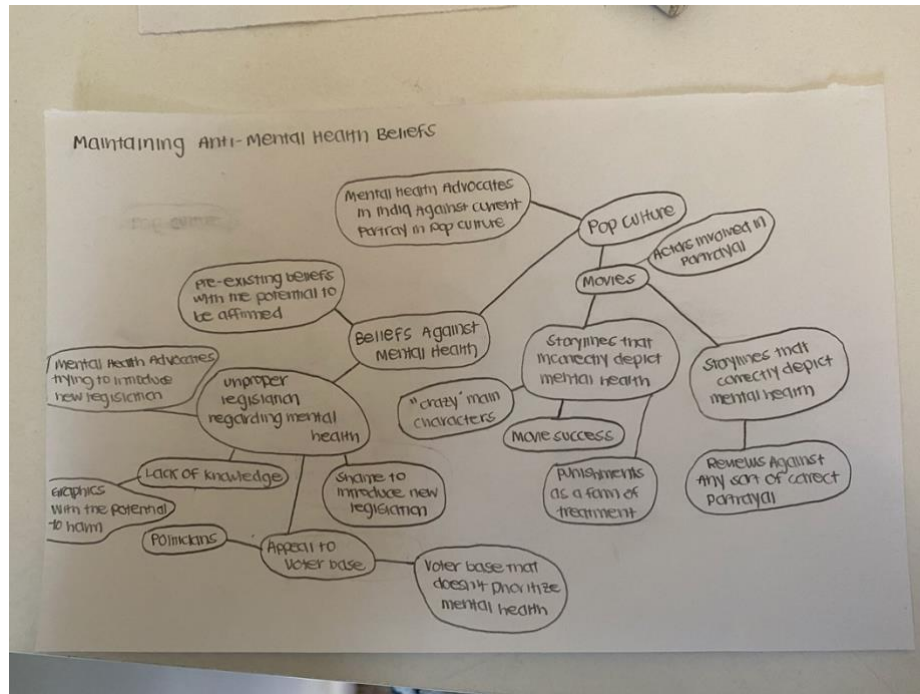 Maintaining Anti-Mental Health Beliefs
Mental Health Advocates
in India Against current
Portray in Pop culture
Pop culture
Actors involved in
Portrayal
Movies
Pre-existing beliefs
with the potential to
be affirmed
Beliefs Against
Mental Health
Storylines that
incorrectly depict
mental health
Storylines that
correctly depict
mental health
Mental Health Advocates
trying to introduce
new legislation
unproper
legislation
regarding mental
health
"crazy" main
characters
Movie success
Punishments
as a form of
treatment
Reviews Against
Any sort of correct
Portrayal
Lack of knowledge
Shame to
introduce new
legislation
Graphics
with the potential
to harm
Politicians
Appeal to
Voter base
Voter base that
doesn't prioritize
mental health